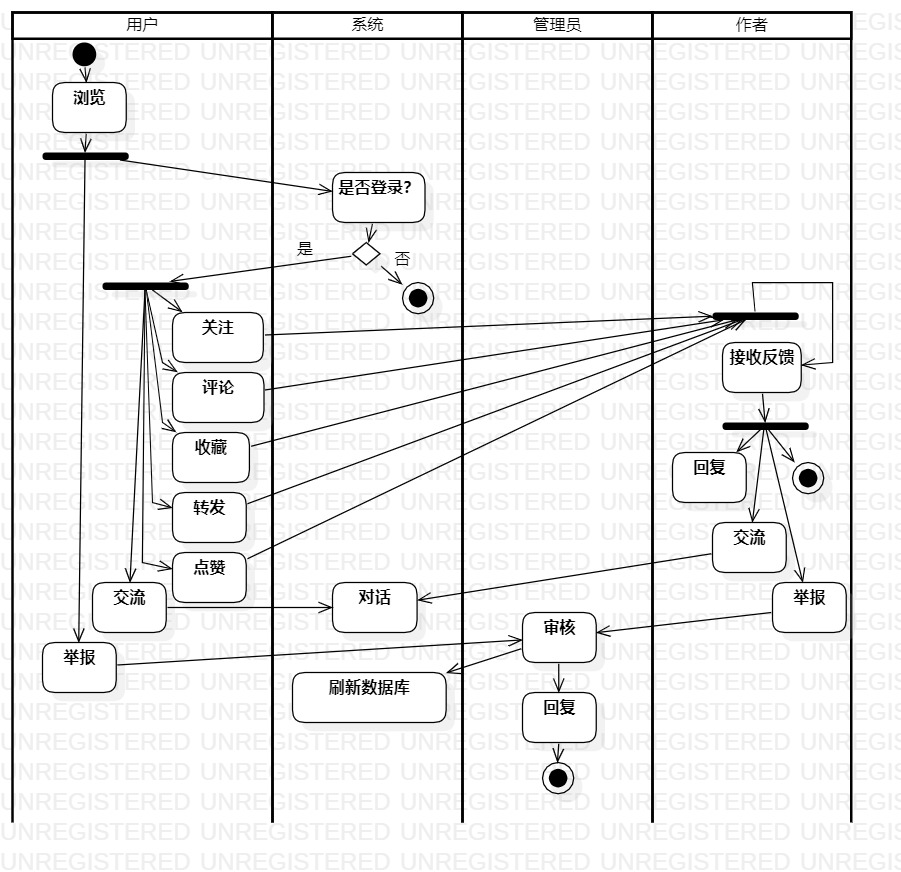 用户 系统 管理员 作者
浏览
是否登录?
是
否
关注
评论
收藏
转发
点赞
接收反馈
回复
交流
举报
交流
对话
举报
审核
刷新数据库
回复
UNREGISTERED UNREGISTERED UNREGISTERED UNREGISTERED UNREGIS